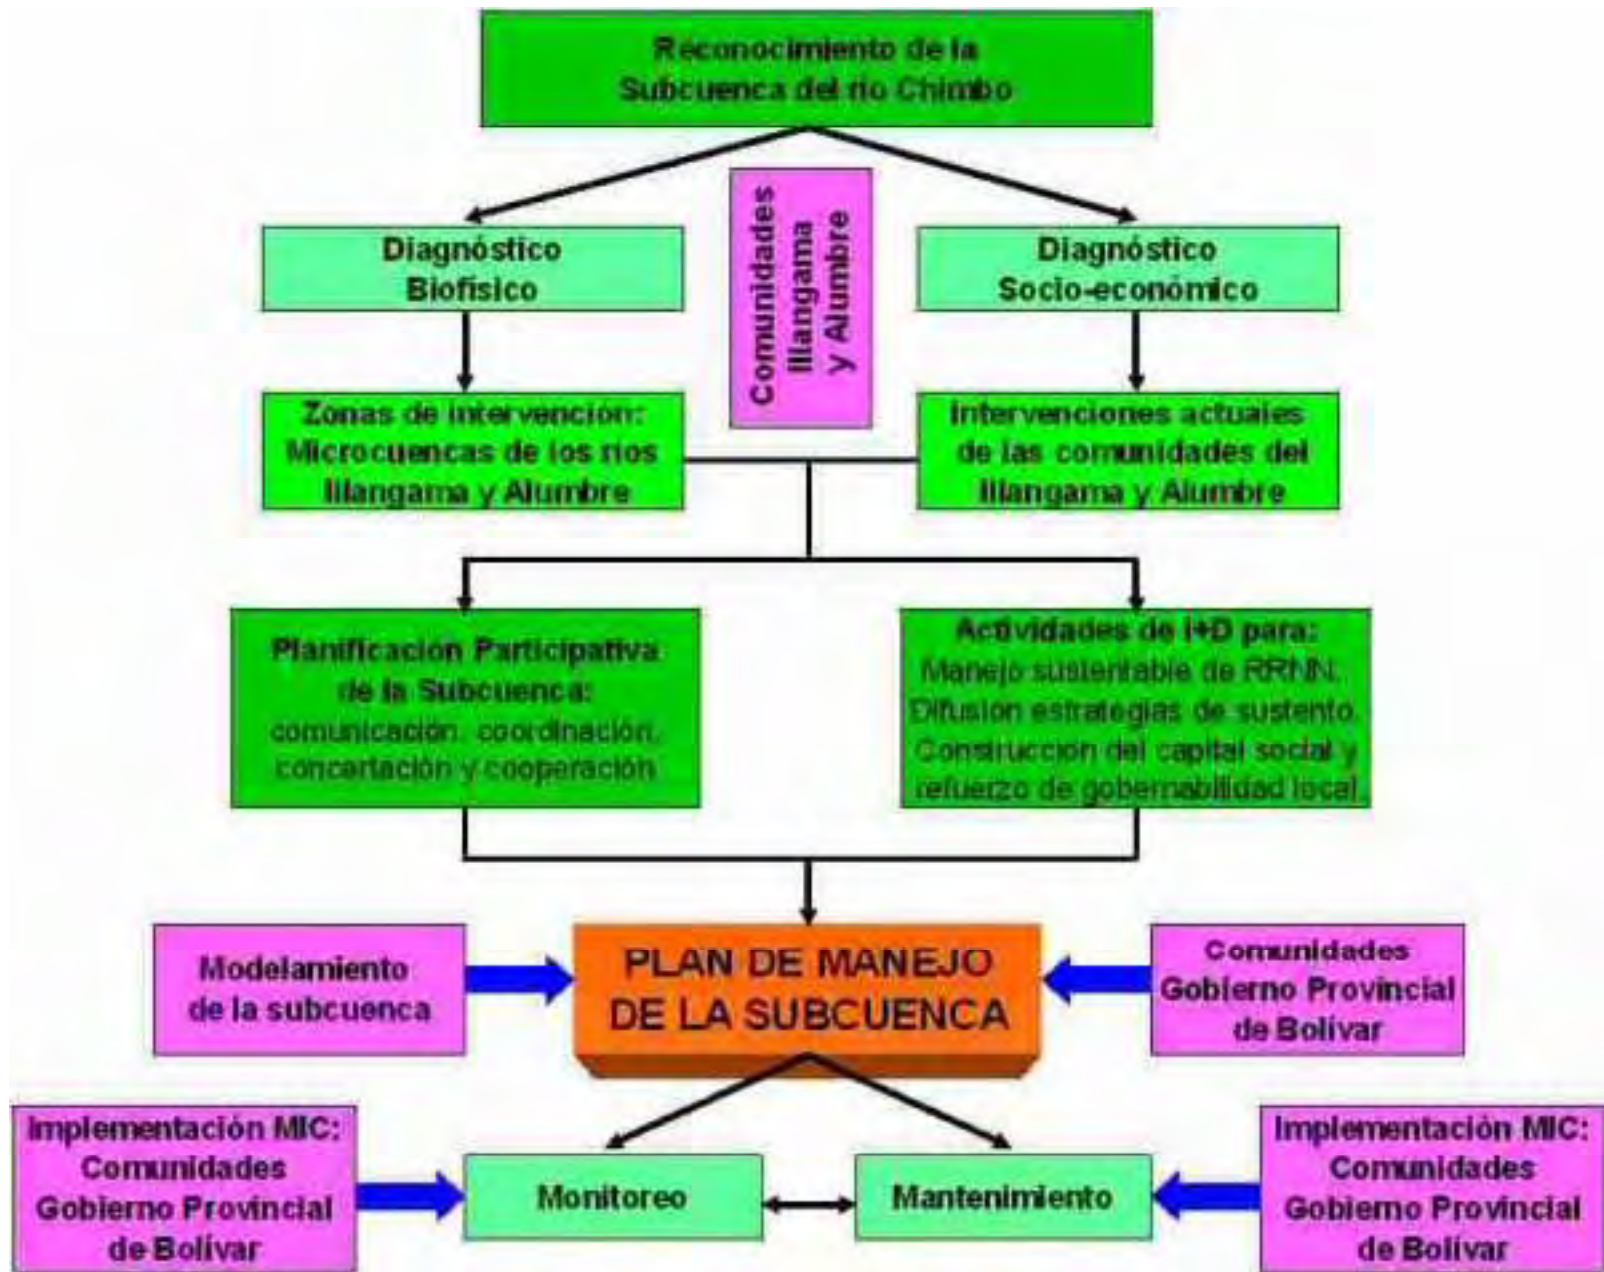 Reconocimiento de la
Subcuenca del río Chimbo
Diagnóstico
Biofísico
Comunidades
Illangama
y Alumbre
Diagnóstico
Socio-económico
Zonas de intervención:
Microcuencas de los ríos
Illangama y Alumbre
Intervenciones actuales
de las comunidades del
Illangama y Alumbre
Planificación Participativa
de la Subcuenca:
comunicación, coordinación,
concertación y cooperación
Actividades de I+D para:
Manejo sustentable de RRNN.
Difusión estrategias de sustento.
Construcción del capital social y
refuerzo de gobernabilidad local.
Modelamiento
de la subcuenca
PLAN DE MANEJO
DE LA SUBCUENCA
Comunidades
Gobierno Provincial
de Bolívar
Implementación MIC:
Comunidades
Gobierno Provincial
de Bolívar
Monitoreo
Mantenimiento
Implementación MIC:
Comunidades
Gobierno Provincial
de Bolívar